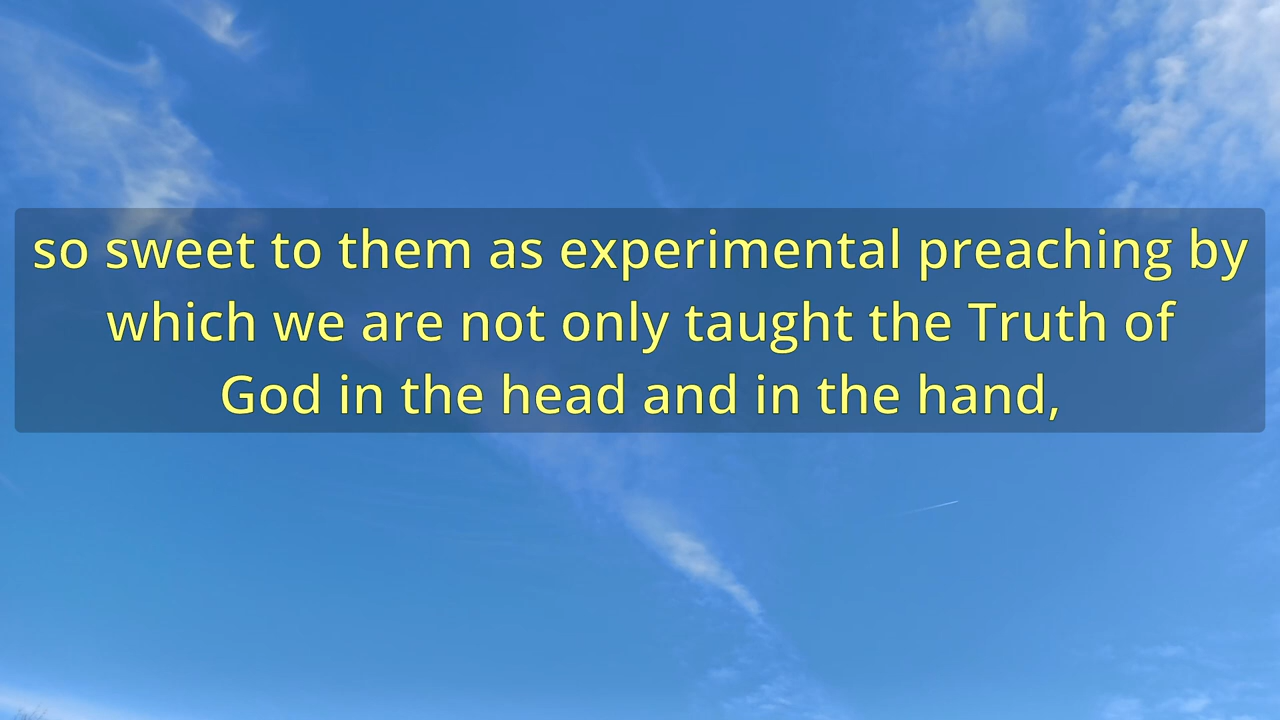 so sweet to them as experimental preaching by
which we are not only taught the Truth of
God in the head and in the hand,